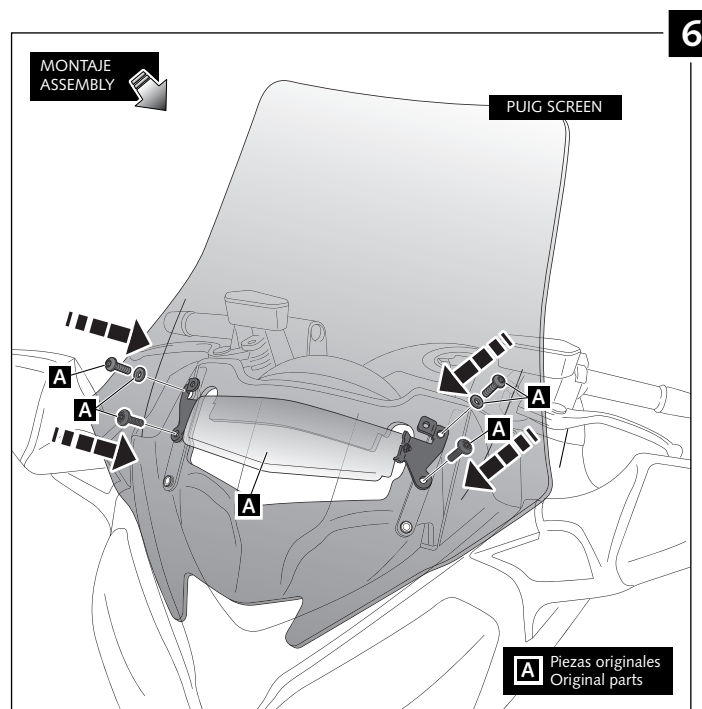 6
MONTAJE
ASSEMBLY
PUIG SCREEN
A
A
A
A
A
A Piezas originales
Original parts